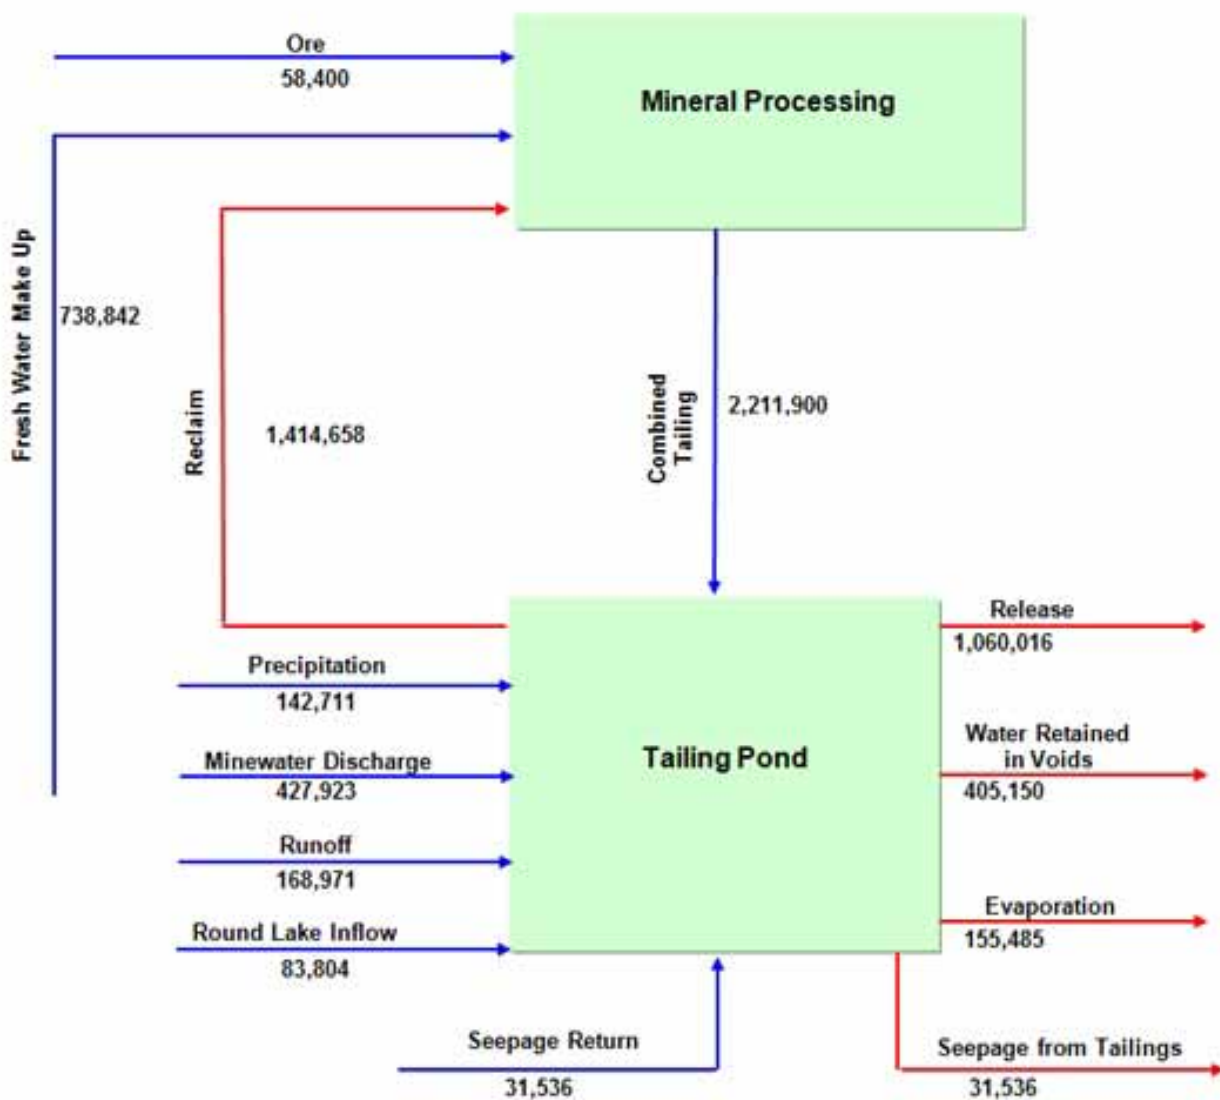 Ore
58,400
Mineral Processing
Fresh Water Make Up
738,842
Reclaim
1,414,658
Combined
Tailing
2,211,900
Release
1,060,016
Precipitation
142,711
Minewater Discharge
427,923
Tailing Pond
Water Retained
in Voids
405,150
Runoff
168,971
Evaporation
155,485
Round Lake Inflow
83,804
Seepage Return
31,536
Seepage from Tailings
31,536